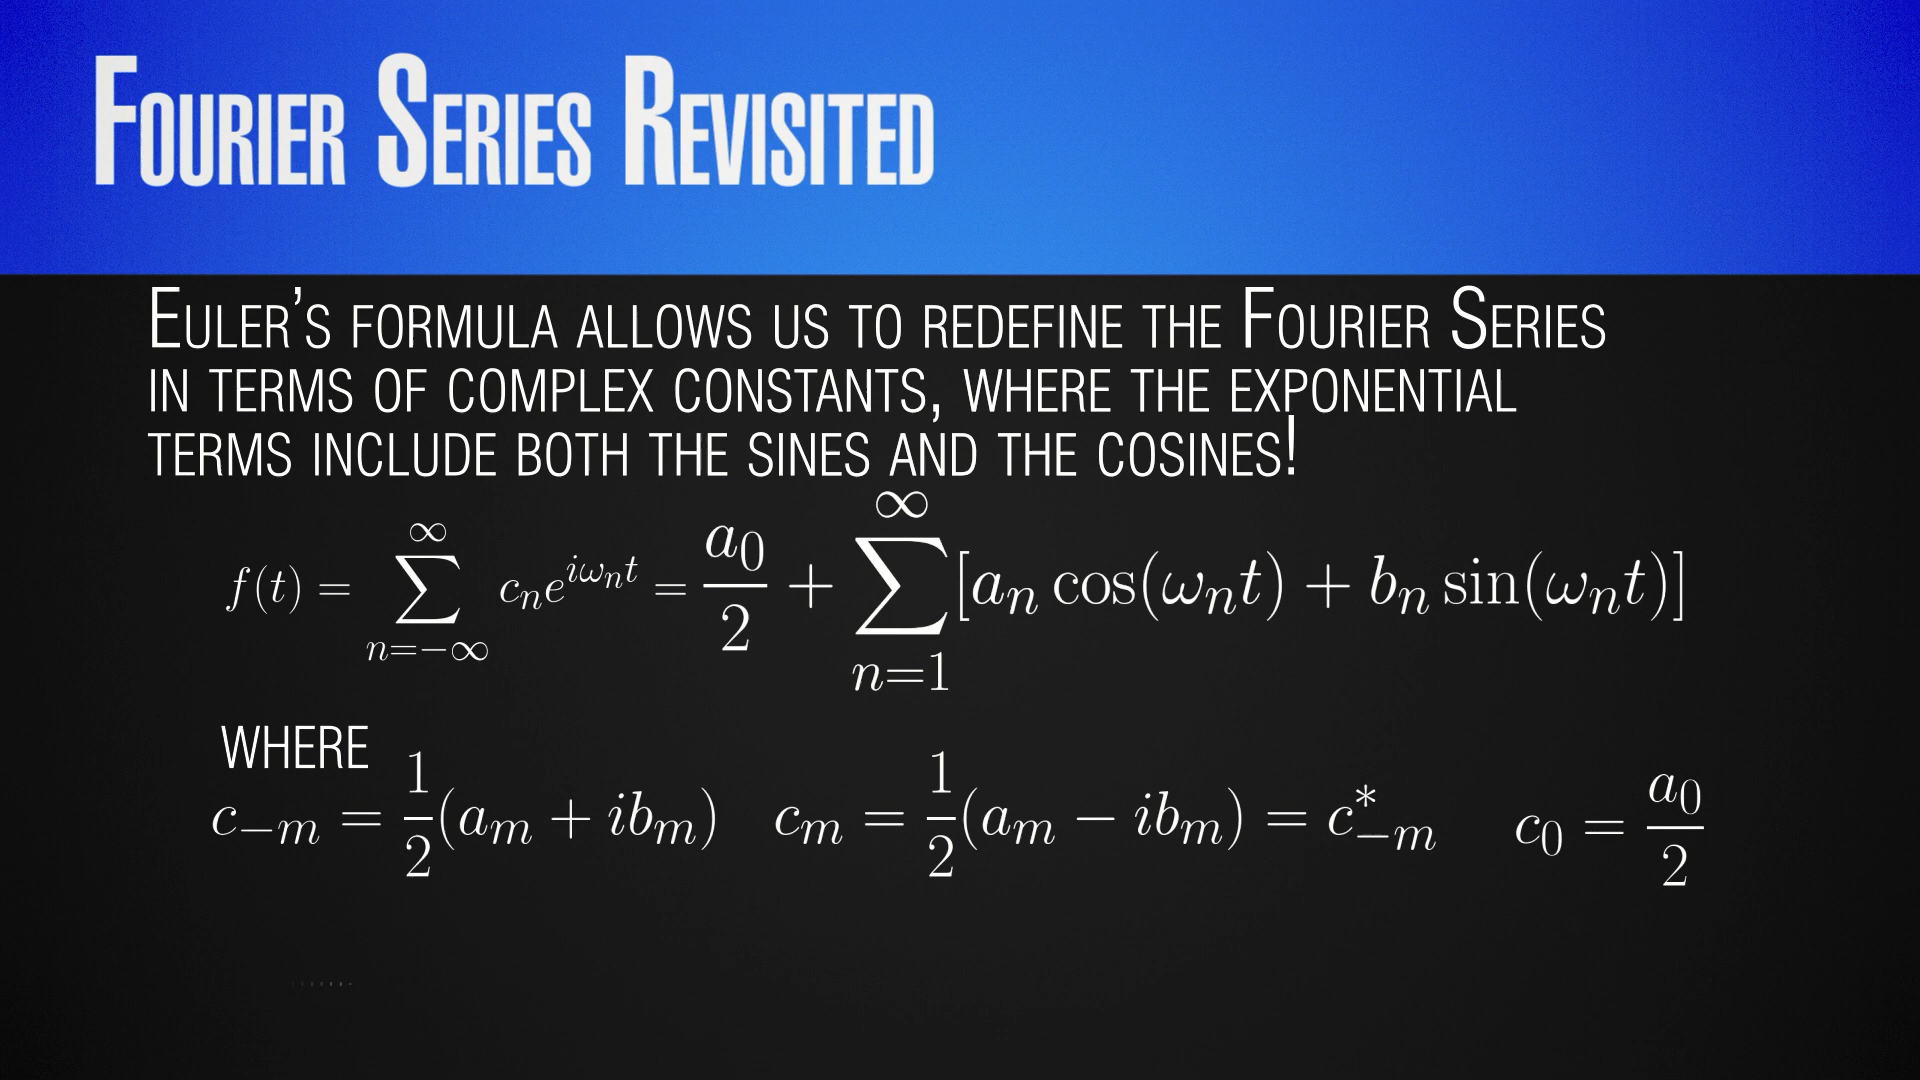 Fourier Series Revisited
Euler's formula allows us to redefine the Fourier Series
in terms of complex constants, where the exponential
terms include both the sines and the cosines!
f(t) = \sum_{n=-\infty}^{\infty} c_n e^{i\omega_n t} = \frac{a_0}{2} + \sum_{n=1}^{\infty} [a_n \cos(\omega_n t) + b_n \sin(\omega_n t)]
where
c_{-m} = \frac{1}{2}(a_m + ib_m) c_m = \frac{1}{2}(a_m - ib_m) = c_{-m}^* c_0 = \frac{a_0}{2}